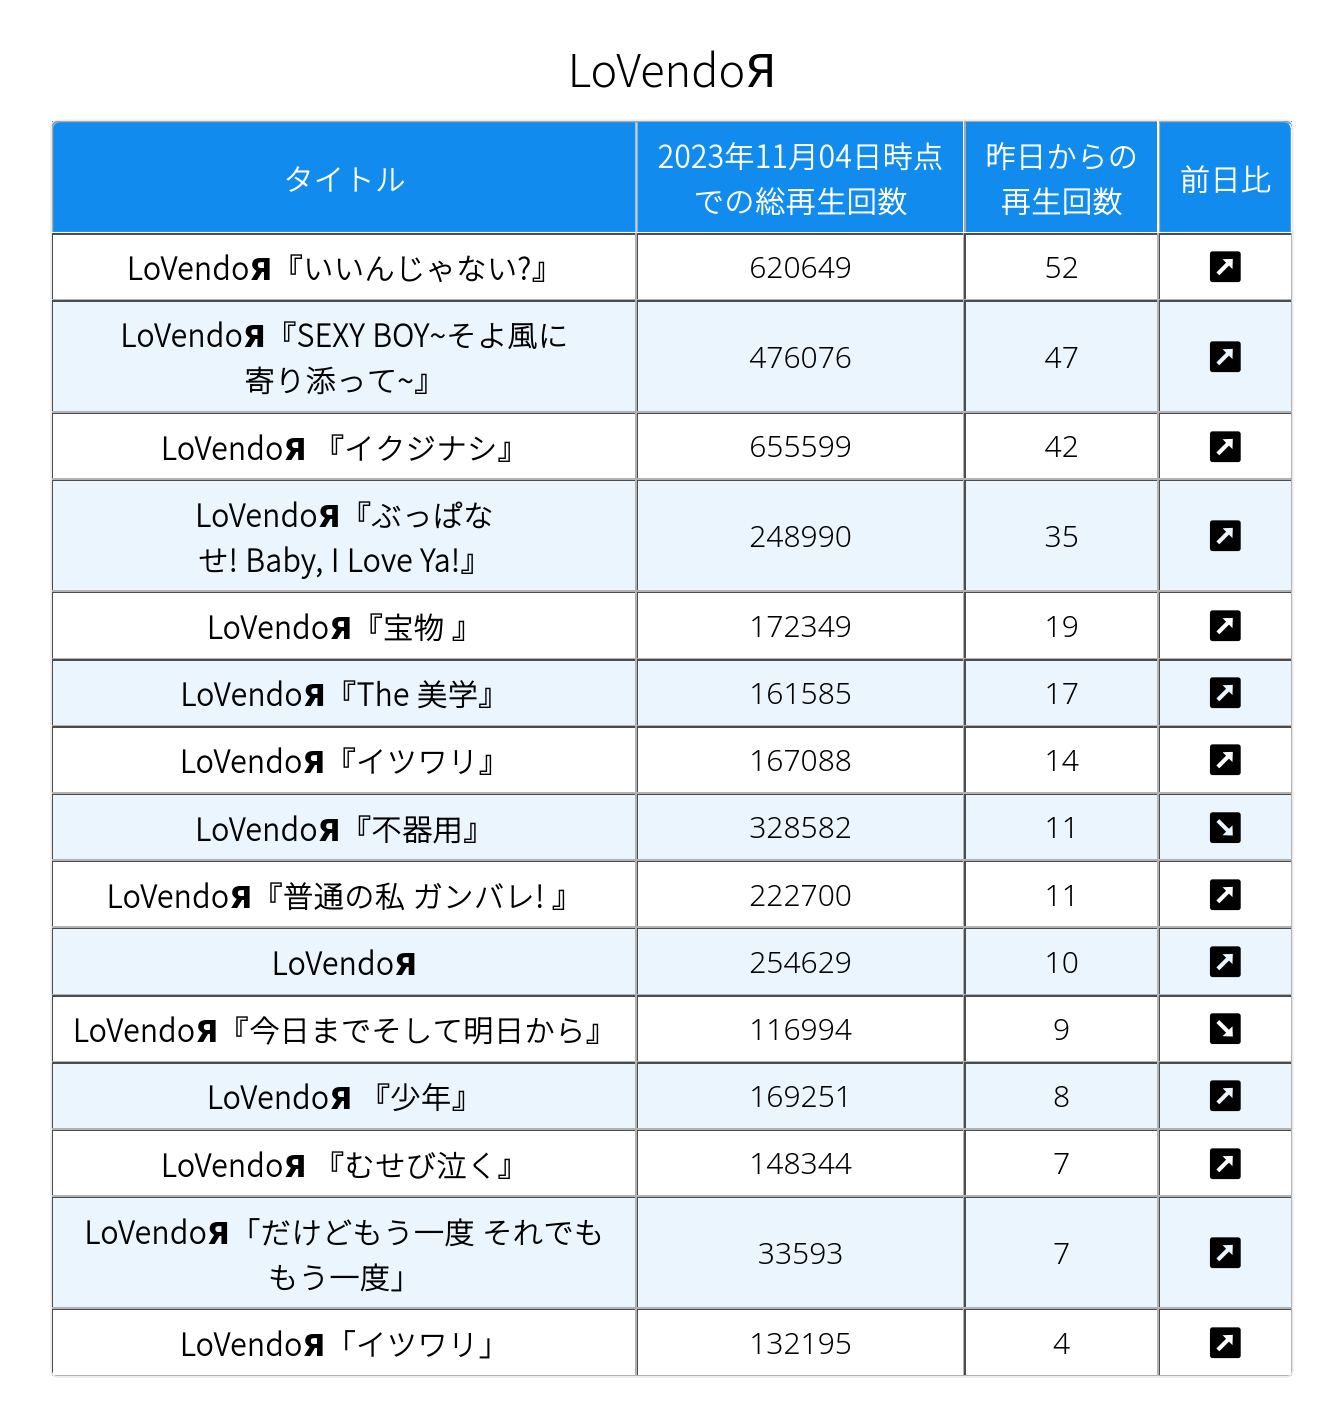 LoVendoЯ
タイトル
2023年11月04日時点
での総再生回数
昨日からの
再生回数
前日比
LoVendoЯ『いいんじゃない?』
620649
52
LoVendoЯ『SEXY BOY~そよ風に
寄り添って~』
476076
47
LoVendoЯ 『イクジナシ』
655599
42
LoVendoЯ『ぶっぱな
せ! Baby, I Love Ya!』
248990
35
LoVendoЯ『宝物 』
172349
19
LoVendoЯ『The 美学』
161585
17
LoVendoЯ『イツワリ』
167088
14
LoVendoЯ『不器用』
328582
11
LoVendoЯ『普通の私 ガンバレ! 』
222700
11
LoVendoЯ
254629
10
LoVendoЯ『今日までそして明日から』
116994
9
LoVendoЯ 『少年』
169251
8
LoVendoЯ 『むせび泣く』
148344
7
LoVendoЯ「だけどもう一度 それでも
もう一度」
33593
7
LoVendoЯ「イツワリ」
132195
4